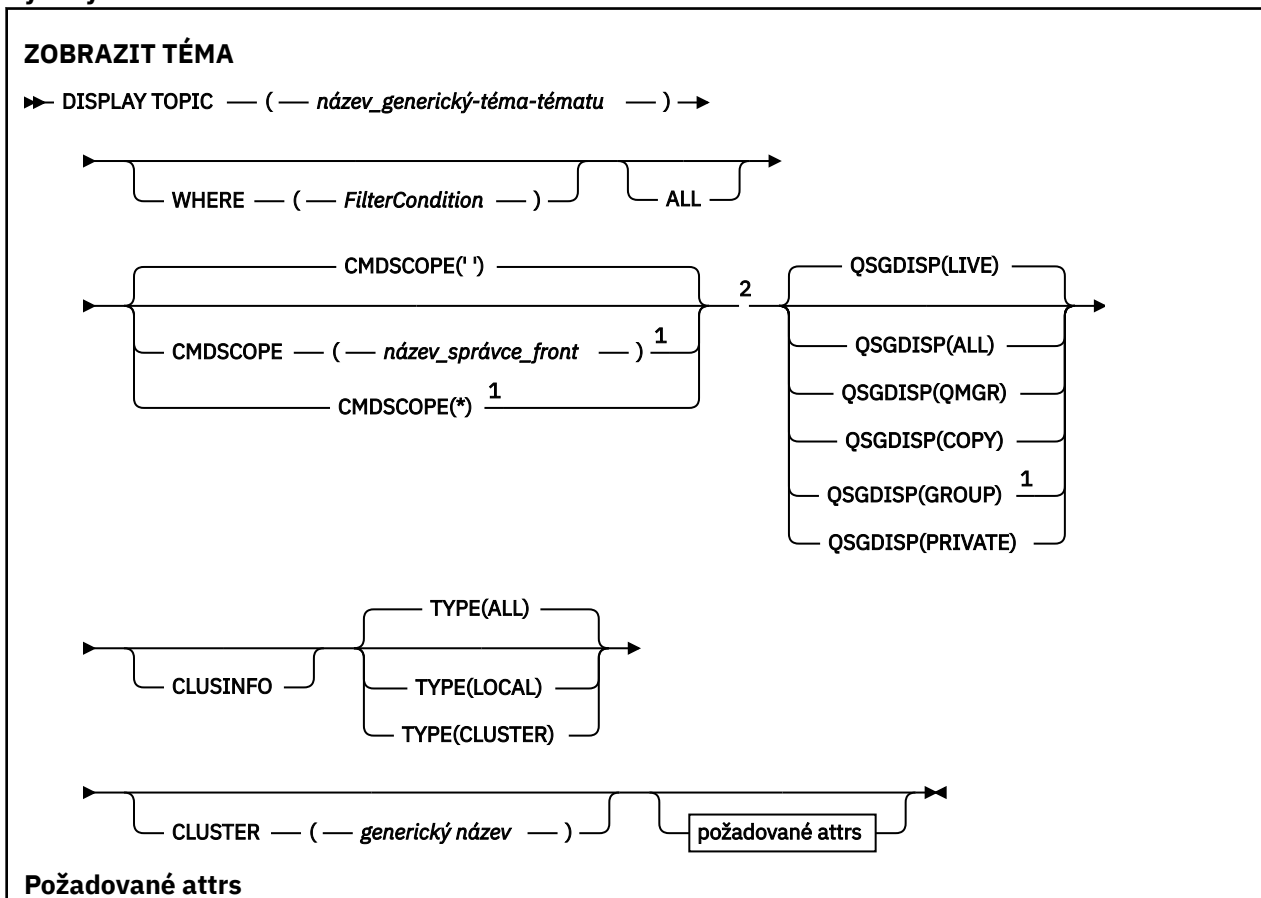 ZOBRAZIT TÉMA
DISPLAY TOPIC ( název_generický-téma-tématu )
WHERE ( FilterCondition ) ALL
CMDSCOPE(' ')
CMDSCOPE ( název_správce_front ) 1
CMDSCOPE(*) 1
2
QSGDISP(LIVE)
QSGDISP(ALL)
QSGDISP(QMGR)
QSGDISP(COPY)
QSGDISP(GROUP) 1
QSGDISP(PRIVATE)
CLUSINFO
TYPE(ALL)
TYPE(LOCAL)
TYPE(CLUSTER)
CLUSTER ( generický název ) požadované attrs
Požadované attrs